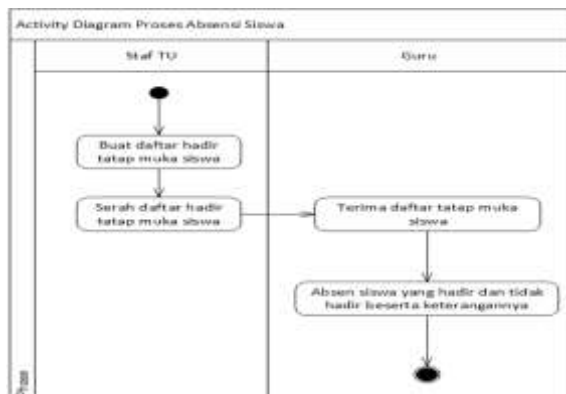 Activity Diagram Proses Absensi Siswa
Staf TU
Guru
Buat daftar hadir
tatap muka siswa
Serah daftar hadir
tatap muka siswa
Terima daftar tatap muka
siswa
Absen siswa yang hadir dan tidak
hadir beserta keterangannya
Phase